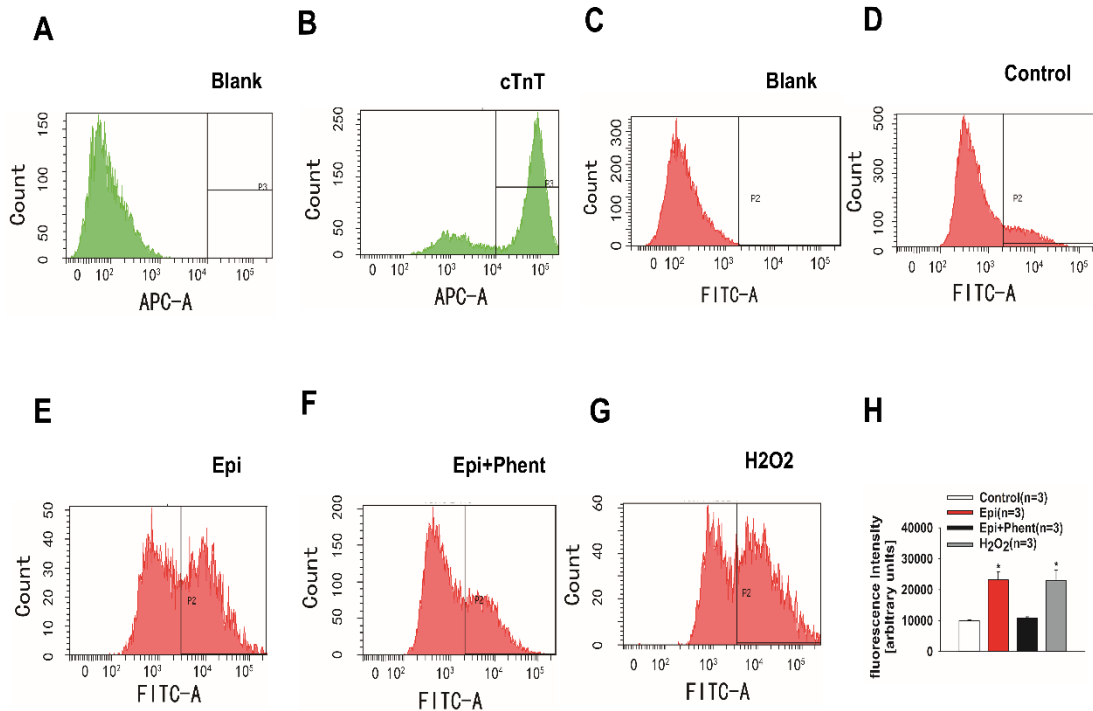 A
Blank
150
100
50
0
P3
0 10² 10³ 10⁴ 10⁵
Count
APC-A
B
cTnT
250
200
150
100
50
0
P3
0 10² 10³ 10⁴ 10⁵
Count
APC-A
C
Blank
300
200
100
0
P2
0 10² 10³ 10⁴ 10⁵
Count
FITC-A
D
Control
500
300
100
0
P2
0 10² 10³ 10⁴ 10⁵
Count
FITC-A
E
Epi
50
40
30
20
10
0
P2
0 10² 10³ 10⁴ 10⁵
Count
FITC-A
F
Epi+Phent
200
150
100
50
0
P2
0 10² 10³ 10⁴ 10⁵
Count
FITC-A
G
H2O2
60
40
20
0
P2
0 10² 10³ 10⁴ 10⁵
Count
FITC-A
H
Control(n=3)
Epi(n=3)
Epi+Phent(n=3)
H₂O₂(n=3)
40000
30000
20000
10000
0
* *
fluorescence Intensity
[arbitrary units]